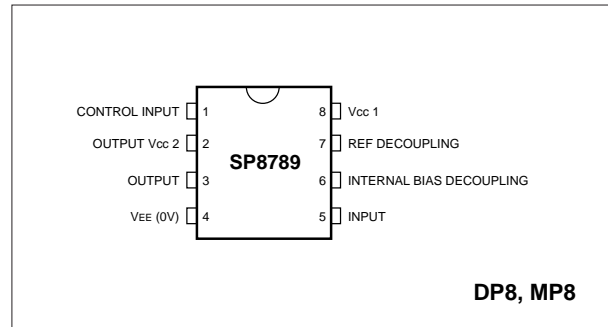 CONTROL INPUT 1 8 Vcc 1
OUTPUT Vcc 2 2 7 REF DECOUPLING
SP8789
OUTPUT 3 6 INTERNAL BIAS DECOUPLING
VEE (0V) 4 5 INPUT
DP8, MP8